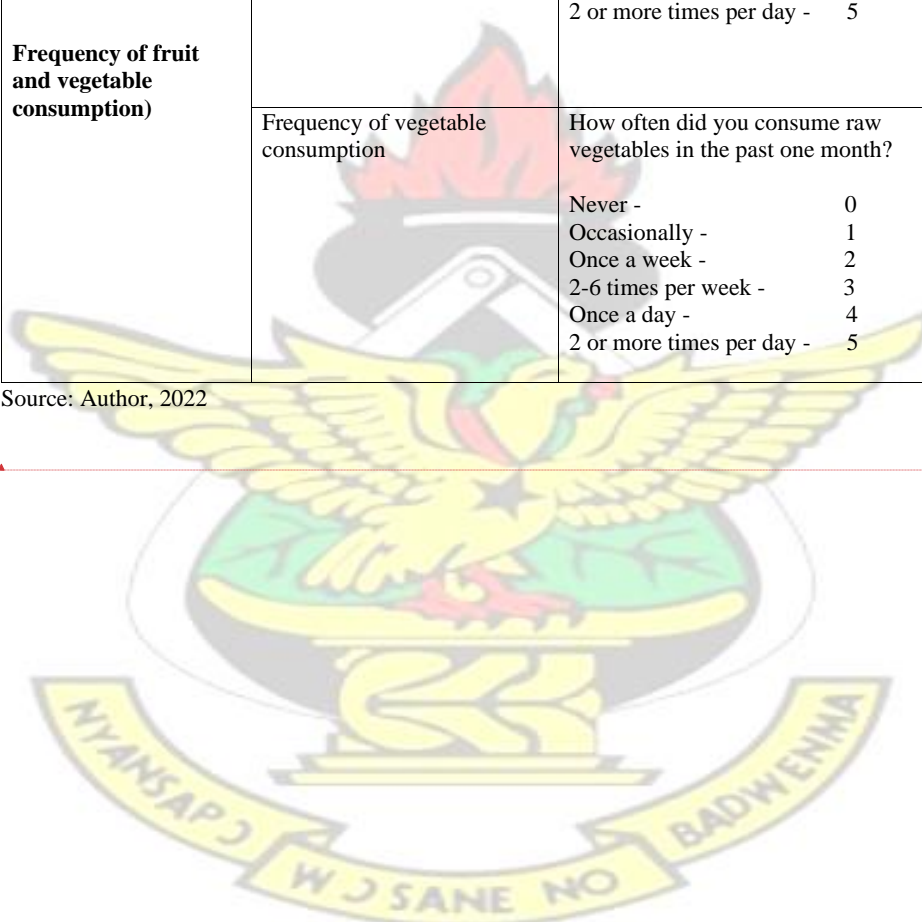 2 or more times per day - 5
Frequency of fruit
and vegetable
consumption)
Frequency of vegetable
consumption
How often did you consume raw
vegetables in the past one month?
Never - 0
Occasionally - 1
Once a week - 2
2-6 times per week - 3
Once a day - 4
2 or more times per day - 5
Source: Author, 2022
NYANSAPƆ
WƆSANE NO
BADWENMA